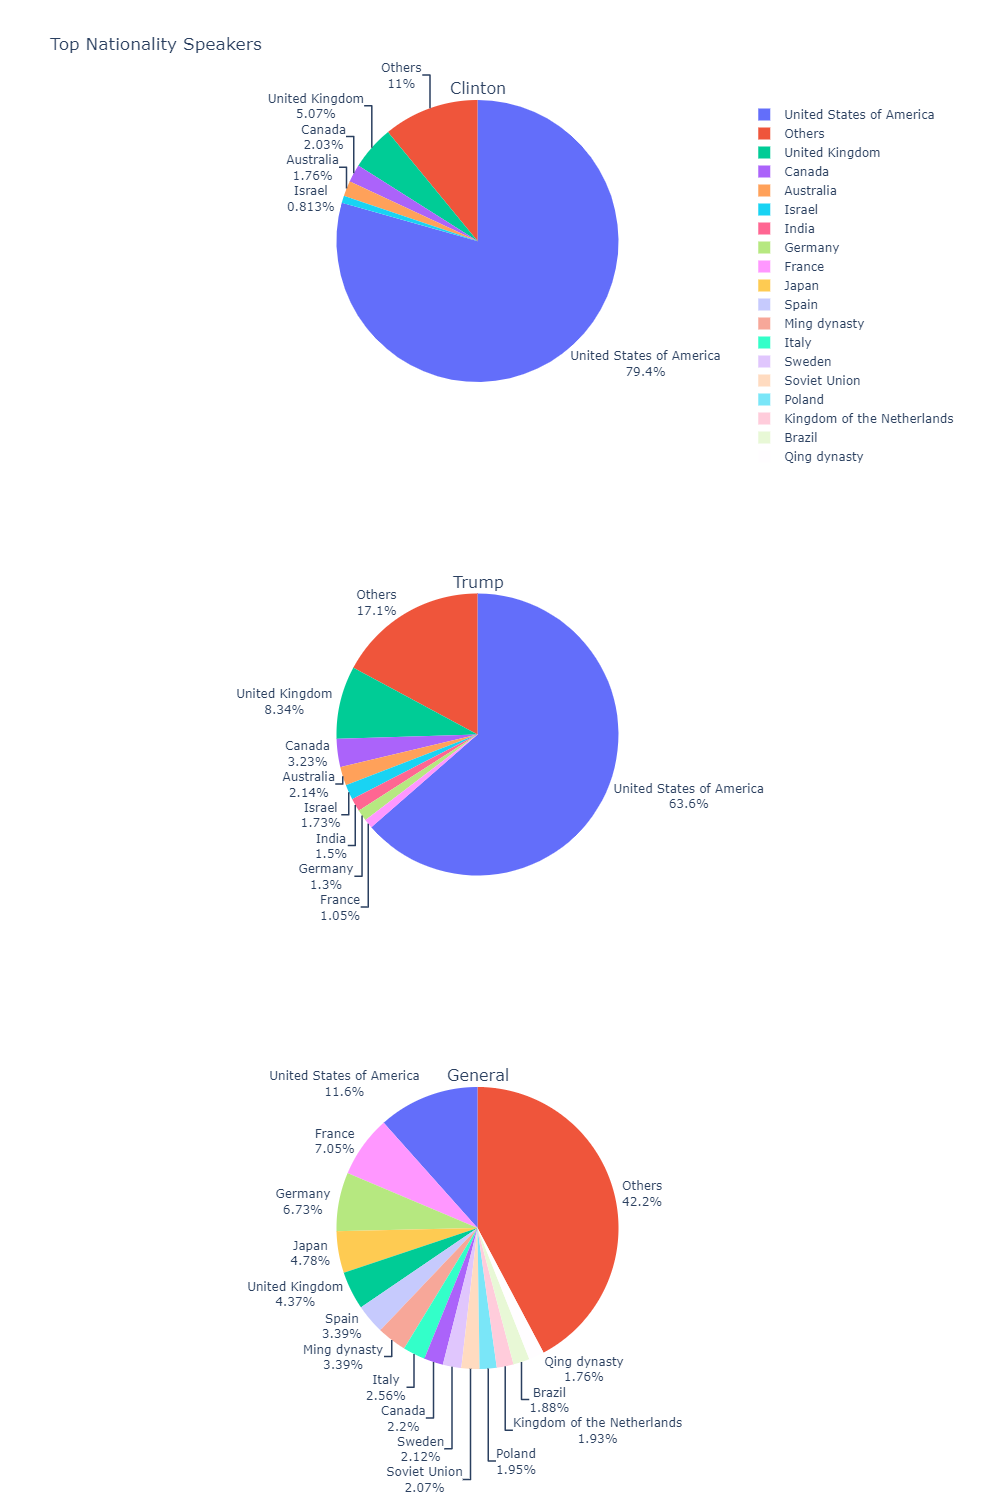 Top Nationality Speakers
Clinton
Others
11%
United Kingdom
5.07%
Canada
2.03%
Australia
1.76%
Israel
0.813%
United States of America
79.4%
United States of America
Others
United Kingdom
Canada
Australia
Israel
India
Germany
France
Japan
Spain
Ming dynasty
Italy
Sweden
Soviet Union
Poland
Kingdom of the Netherlands
Brazil
Qing dynasty
Trump
Others
17.1%
United Kingdom
8.34%
Canada
3.23%
Australia
2.14%
Israel
1.73%
India
1.5%
Germany
1.3%
France
1.05%
United States of America
63.6%
General
United States of America
11.6%
France
7.05%
Germany
6.73%
Japan
4.78%
United Kingdom
4.37%
Spain
3.39%
Ming dynasty
3.39%
Italy
2.56%
Canada
2.2%
Sweden
2.12%
Soviet Union
2.07%
Others
42.2%
Qing dynasty
1.76%
Brazil
1.88%
Kingdom of the Netherlands
1.93%
Poland
1.95%